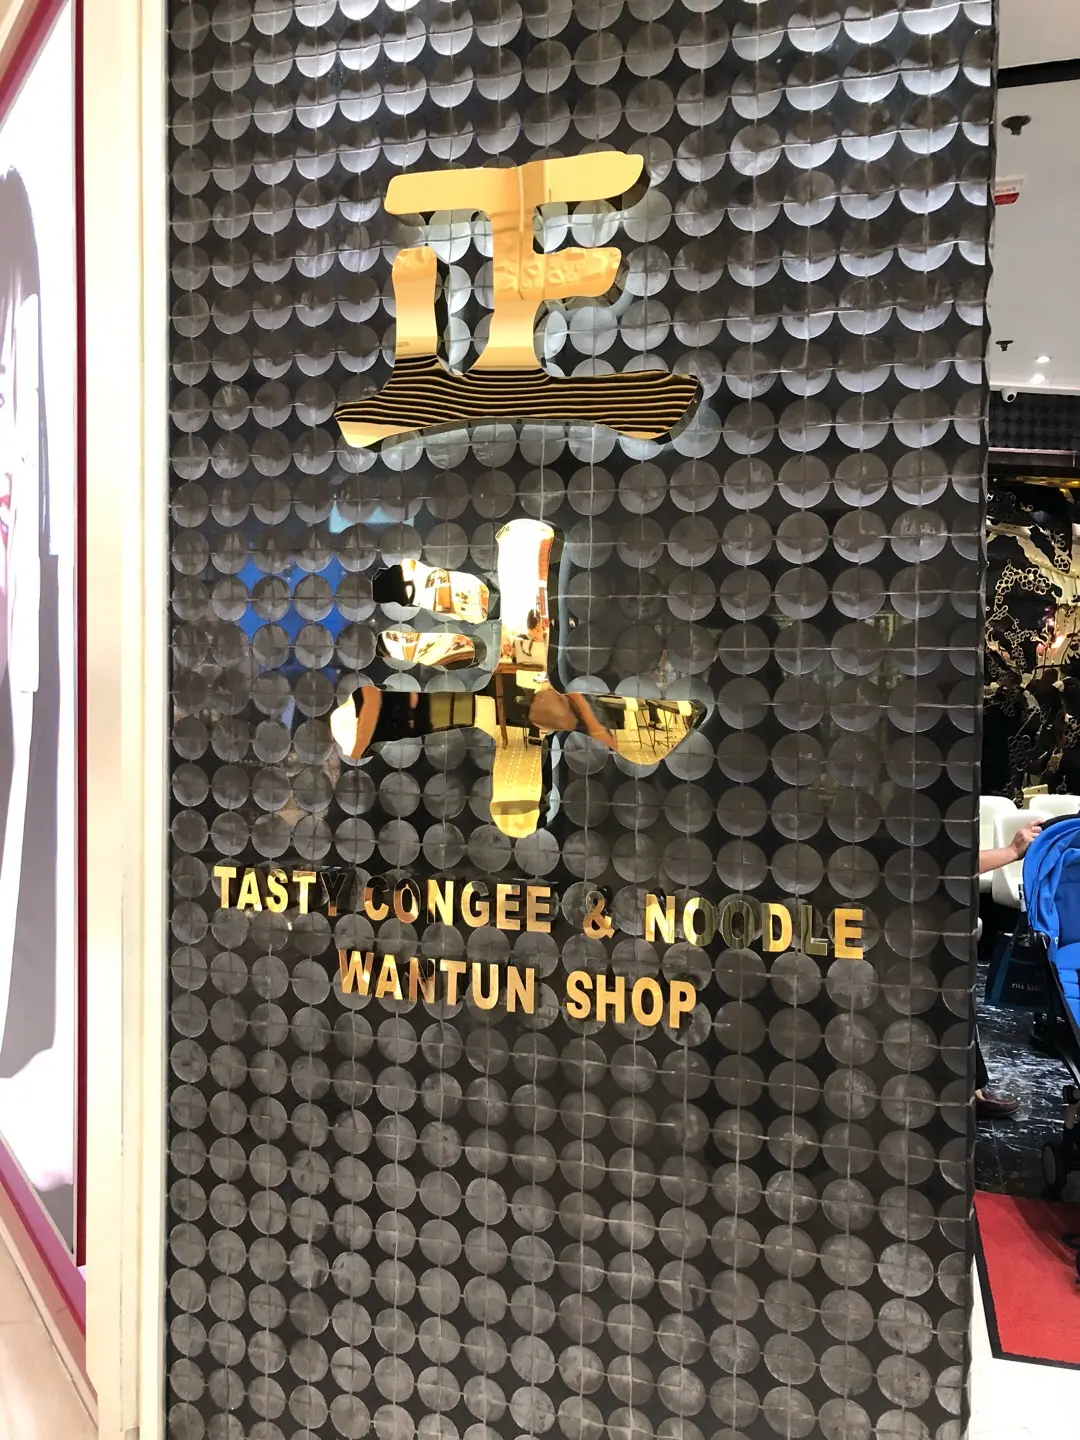 正
斗
TASTY CONGEE & NOODLE
WANTUN SHOP